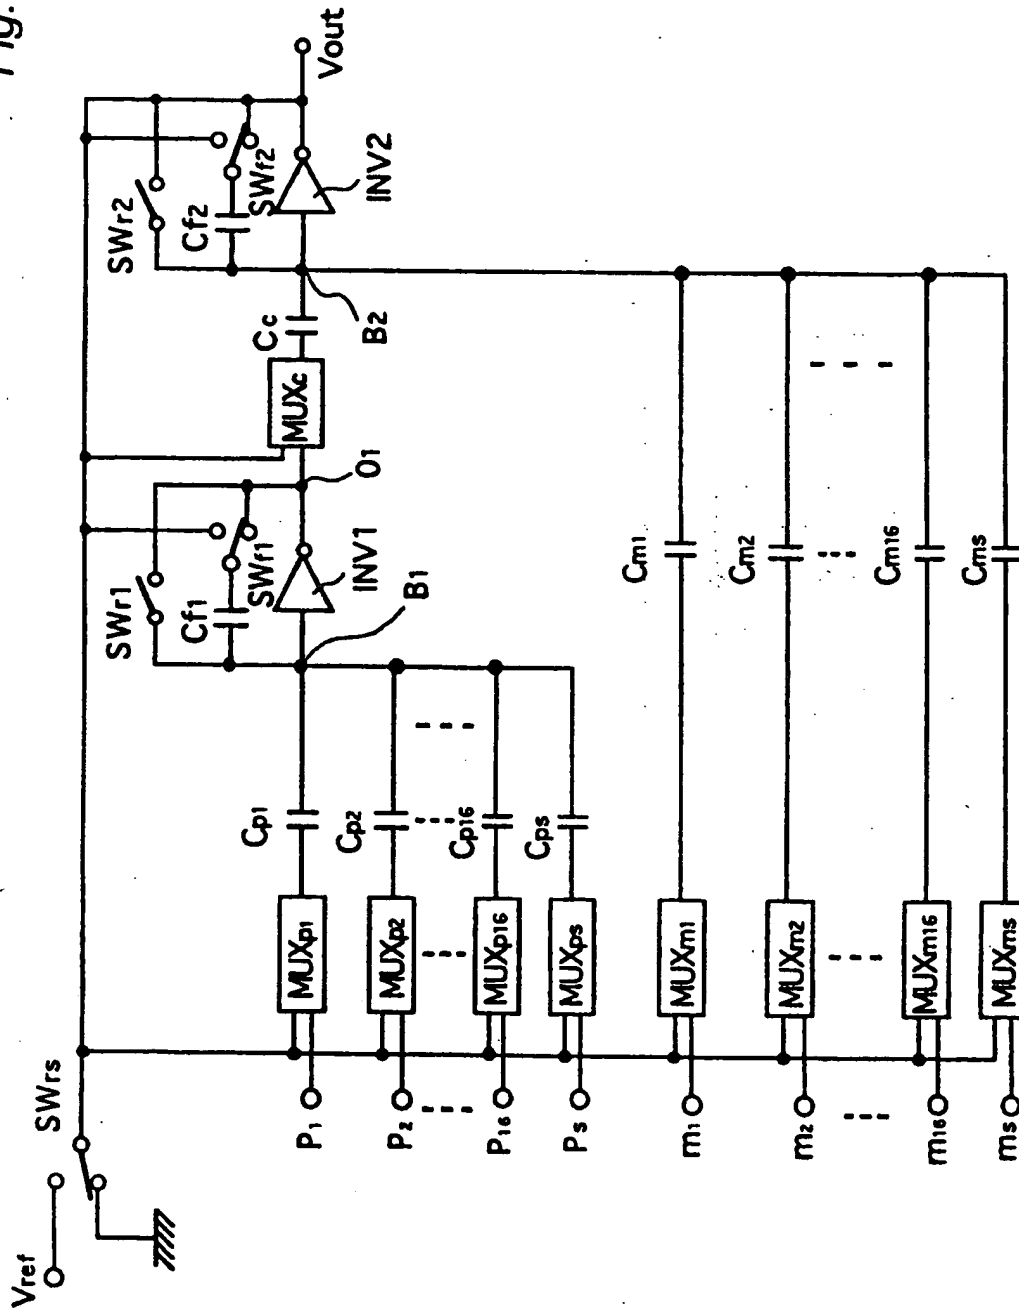 Fig.
Vref
SWrs
SWr1
Cf1
SWf1
INV1
B1
O1
MUXc
Cc
B2
SWr2
Cf2
SWf2
INV2
Vout
P1
MUXp1
Cp1
P2
MUXp2
Cp2
P16
MUXp16
Cp16
Ps
MUXps
Cps
m1
MUXm1
Cm1
m2
MUXm2
Cm2
m16
MUXm16
Cm16
ms
MUXms
Cms